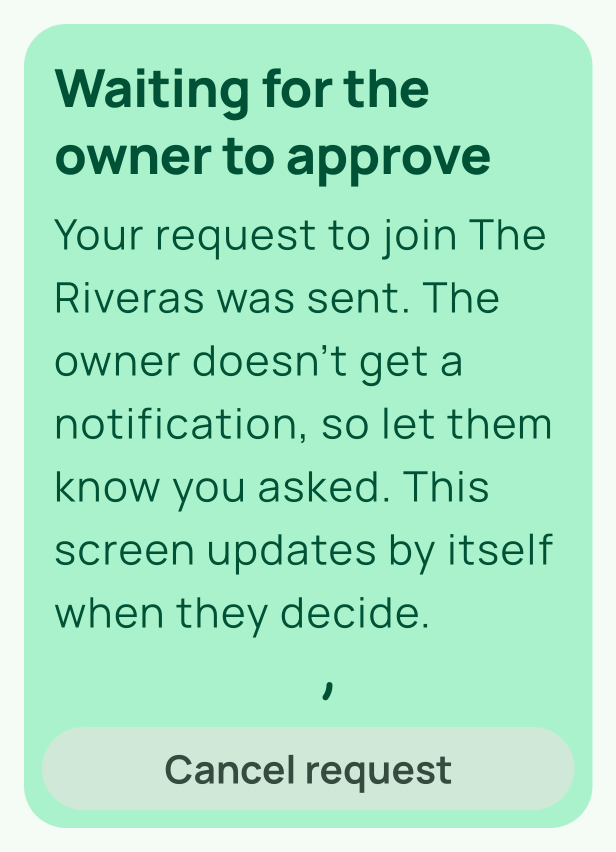 Waiting for the
owner to approve
Your request to join The
Riveras was sent. The
owner doesn’t get a
notification, so let them
know you asked. This
screen updates by itself
when they decide.
Cancel request